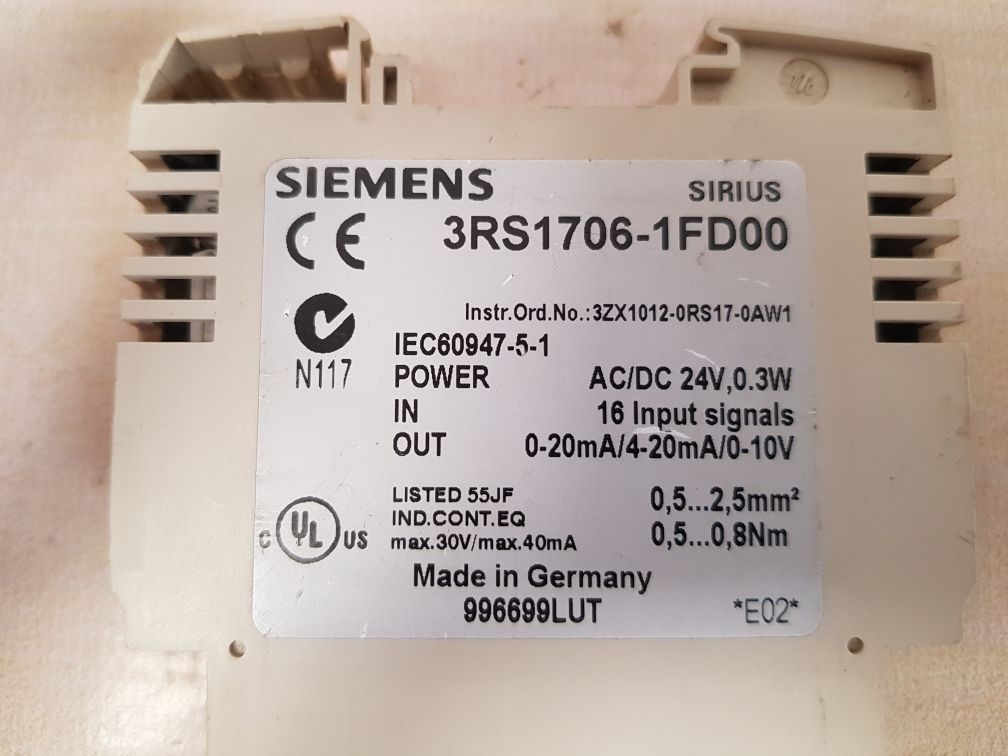 SIEMENS SIRIUS
CE 3RS1706-1FD00
Instr.Ord.No.:3ZX1012-0RS17-0AW1
N117
IEC60947-5-1
POWER AC/DC 24V,0.3W
IN 16 Input signals
OUT 0-20mA/4-20mA/0-10V
LISTED 55JF 0,5...2,5mm²
IND.CONT.EQ
C UL US
max.30V/max.40mA 0,5...0,8Nm
Made in Germany
996699LUT *E02*